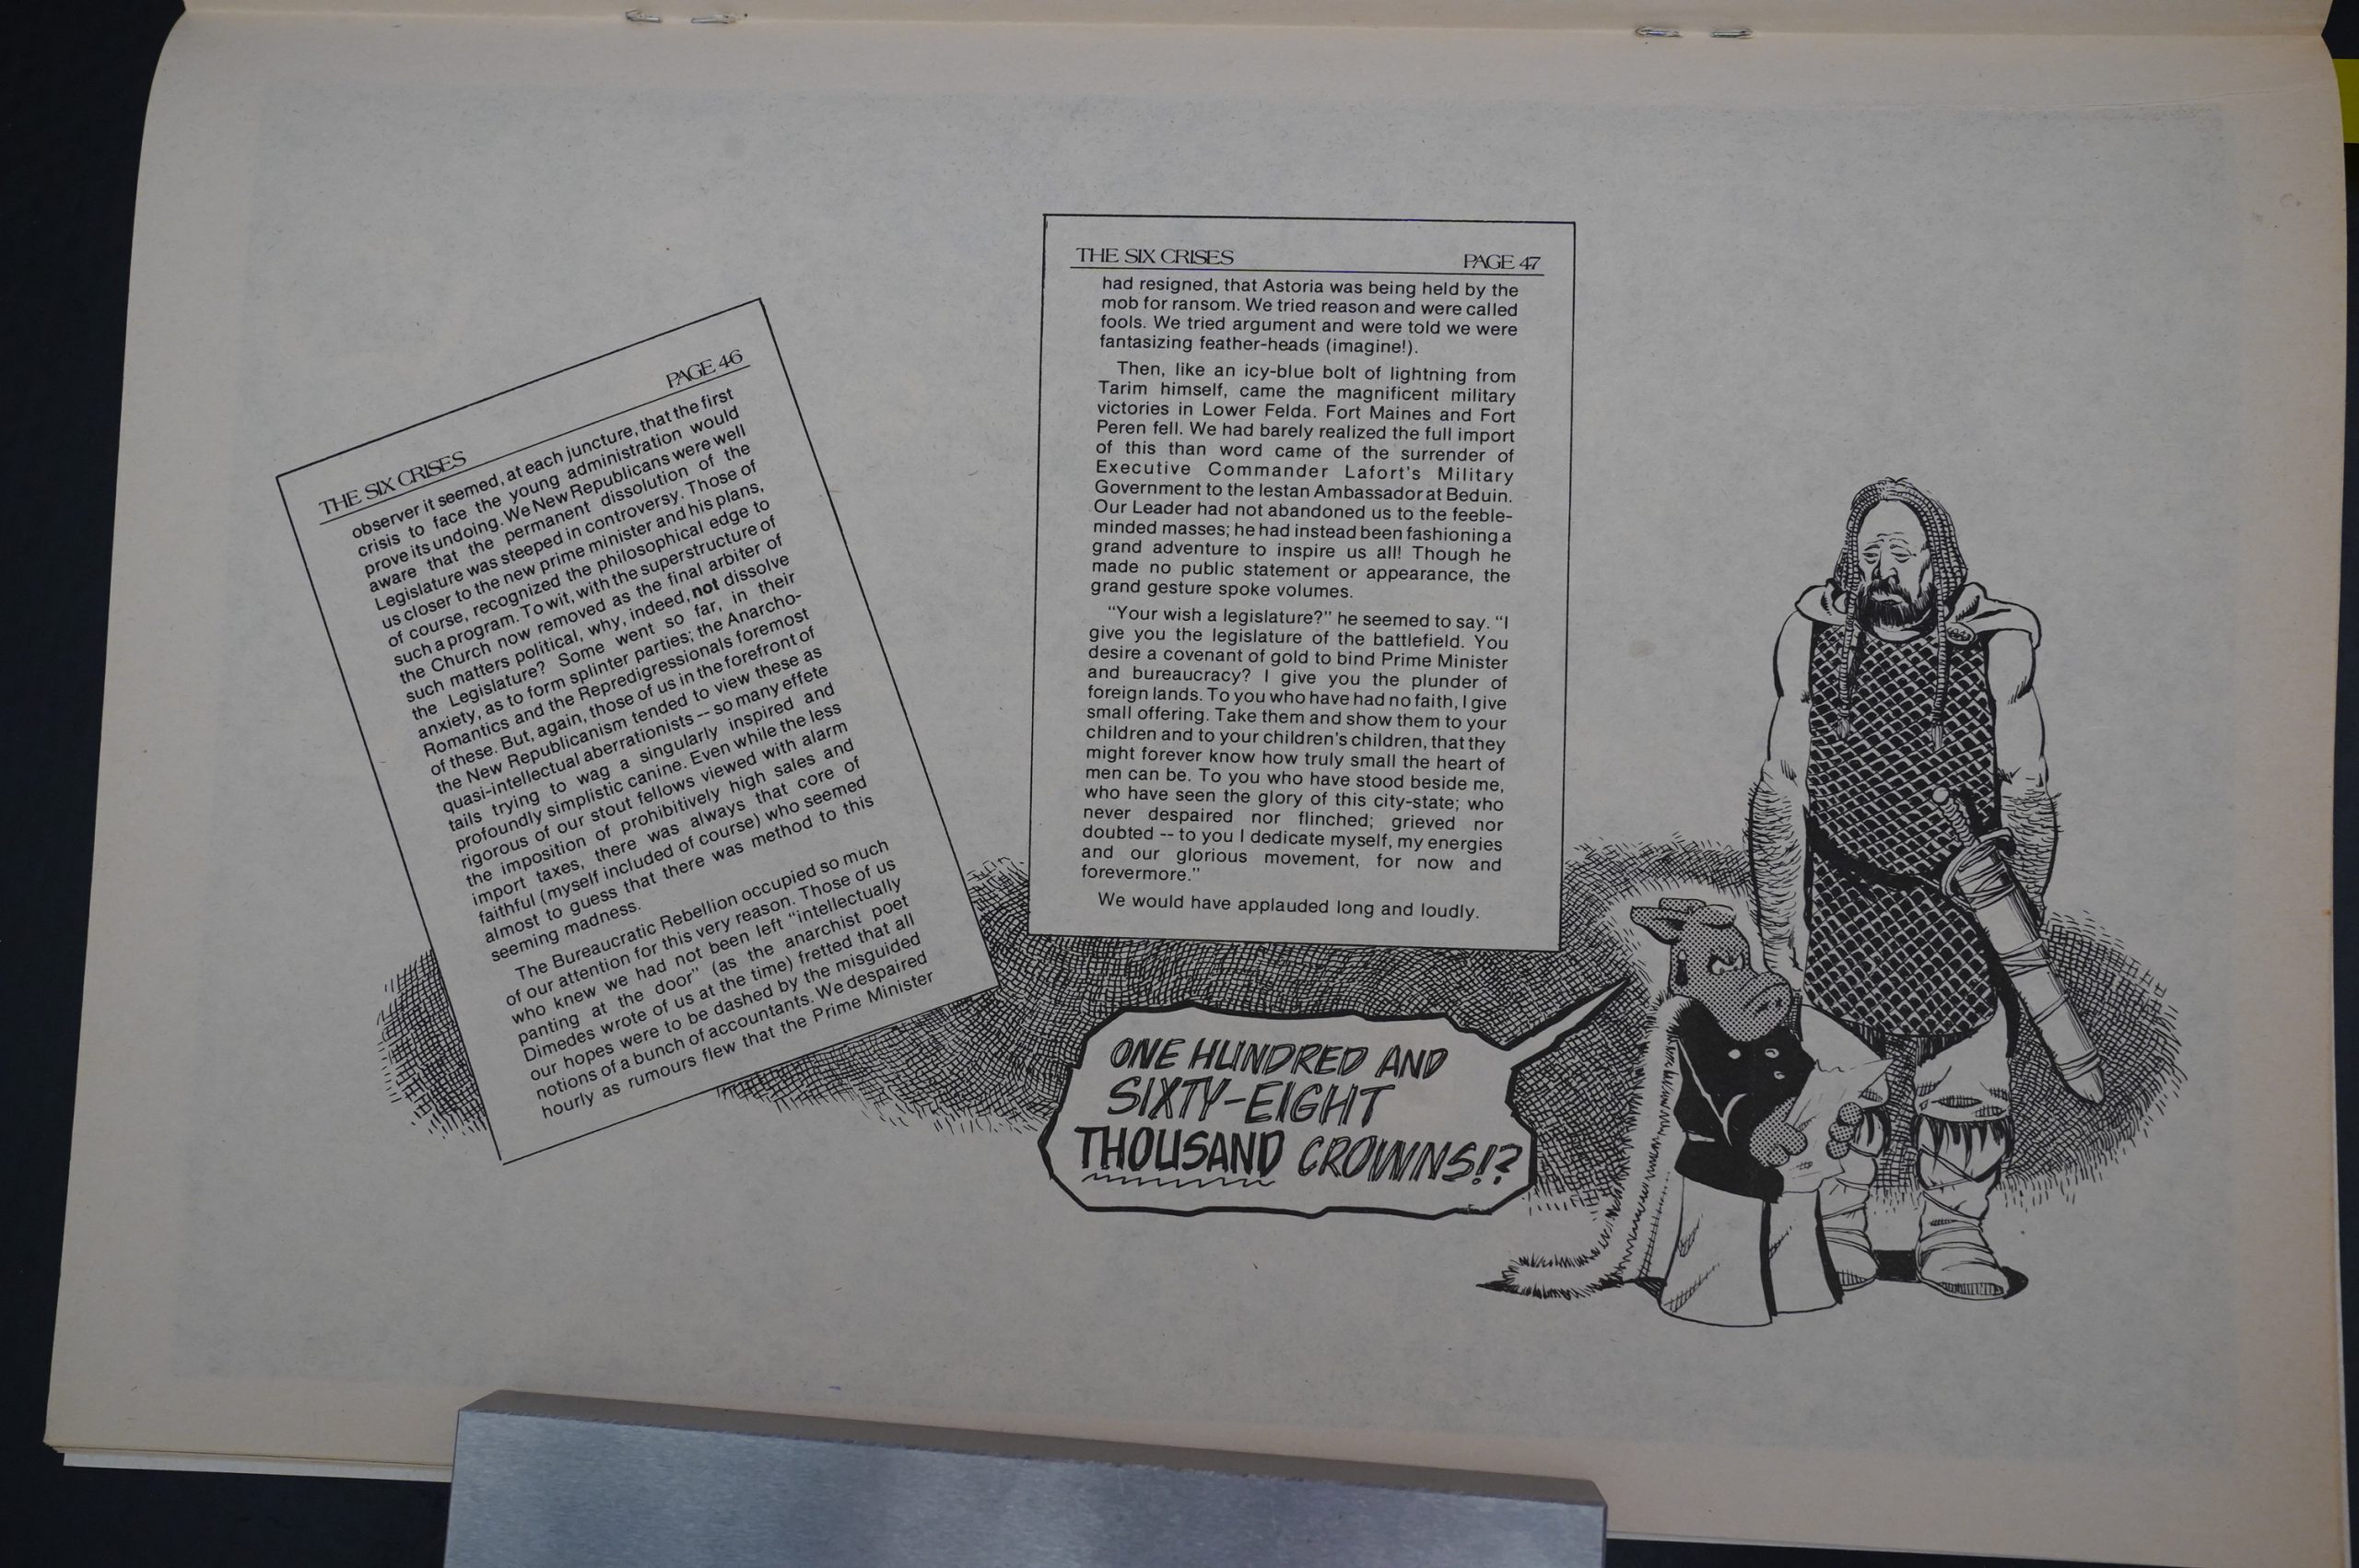 THE SIX CRISES PAGE 46
observer it seemed, at each juncture, that the first
crisis to face the young administration would
prove its undoing. We New Republicans were well
aware that the permanent dissolution of the
Legislature was steeped in controversy. Those of
us closer to the new prime minister and his plans,
of course, recognized the philosophical edge to
such a program. To wit, with the superstructure of
the Church now removed as the final arbiter of
such matters political, why, indeed, not dissolve
the Legislature? Some went so far, in their
anxiety, as to form splinter parties; the Anarcho-
Romantics and the Repredigressionals foremost
of these. But, again, those of us in the forefront of
the New Republicanism tended to view these as
quasi-intellectual aberrationists -- so many effete
tails trying to wag a singularly inspired and
profoundly simplistic canine. Even while the less
rigorous of our stout fellows viewed with alarm
the imposition of prohibitively high sales and
import taxes, there was always that core of
faithful (myself included of course) who seemed
almost to guess that there was method to this
seeming madness.
The Bureaucratic Rebellion occupied so much
of our attention for this very reason. Those of us
who knew we had not been left "intellectually
panting at the door" (as the anarchist poet
Dimedes wrote of us at the time) fretted that all
our hopes were to be dashed by the misguided
notions of a bunch of accountants. We despaired
hourly as rumours flew that the Prime Minister
THE SIX CRISES PAGE 47
had resigned, that Astoria was being held by the
mob for ransom. We tried reason and were called
fools. We tried argument and were told we were
fantasizing feather-heads (imagine!).
Then, like an icy-blue bolt of lightning from
Tarim himself, came the magnificent military
victories in Lower Felda. Fort Maines and Fort
Peren fell. We had barely realized the full import
of this than word came of the surrender of
Executive Commander Lafort's Military
Government to the Iestan Ambassador at Beduin.
Our Leader had not abandoned us to the feeble-
minded masses; he had instead been fashioning a
grand adventure to inspire us all! Though he
made no public statement or appearance, the
grand gesture spoke volumes.
"Your wish a legislature?" he seemed to say. "I
give you the legislature of the battlefield. You
desire a covenant of gold to bind Prime Minister
and bureaucracy? I give you the plunder of
foreign lands. To you who have had no faith, I give
small offering. Take them and show them to your
children and to your children's children, that they
might forever know how truly small the heart of
men can be. To you who have stood beside me,
who have seen the glory of this city-state; who
never despaired nor flinched; grieved nor
doubted -- to you I dedicate myself, my energies
and our glorious movement, for now and
forevermore."
We would have applauded long and loudly.
ONE HUNDRED AND
SIXTY-EIGHT
THOUSAND CROWNS!?